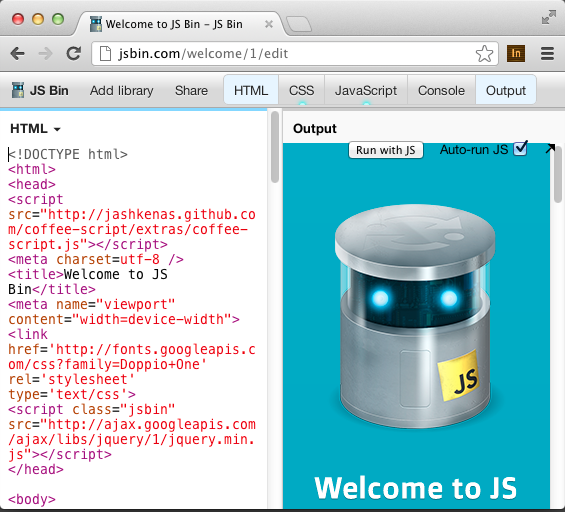 Welcome to JS Bin – JS Bin
jsbin.com/welcome/1/edit
In
JS Bin Add library Share HTML CSS JavaScript Console Output
HTML
Output
Run with JS Auto-run JS
<!DOCTYPE html>
<html>
<head>
<script
src="http://jashkenas.github.com
/coffee-script/extras/coffee-
script.js"></script>
<meta charset=utf-8 />
<title>Welcome to JS
Bin</title>
<meta name="viewport"
content="width=device-width">
<link
href='http://fonts.googleapis.c
om/css?family=Doppio+One'
rel='stylesheet'
type='text/css'>
<script class="jsbin"
src="http://ajax.googleapis.com
/ajax/libs/jquery/1/jquery.min.
js"></script>
</head>
<body>
JS
Welcome to JS